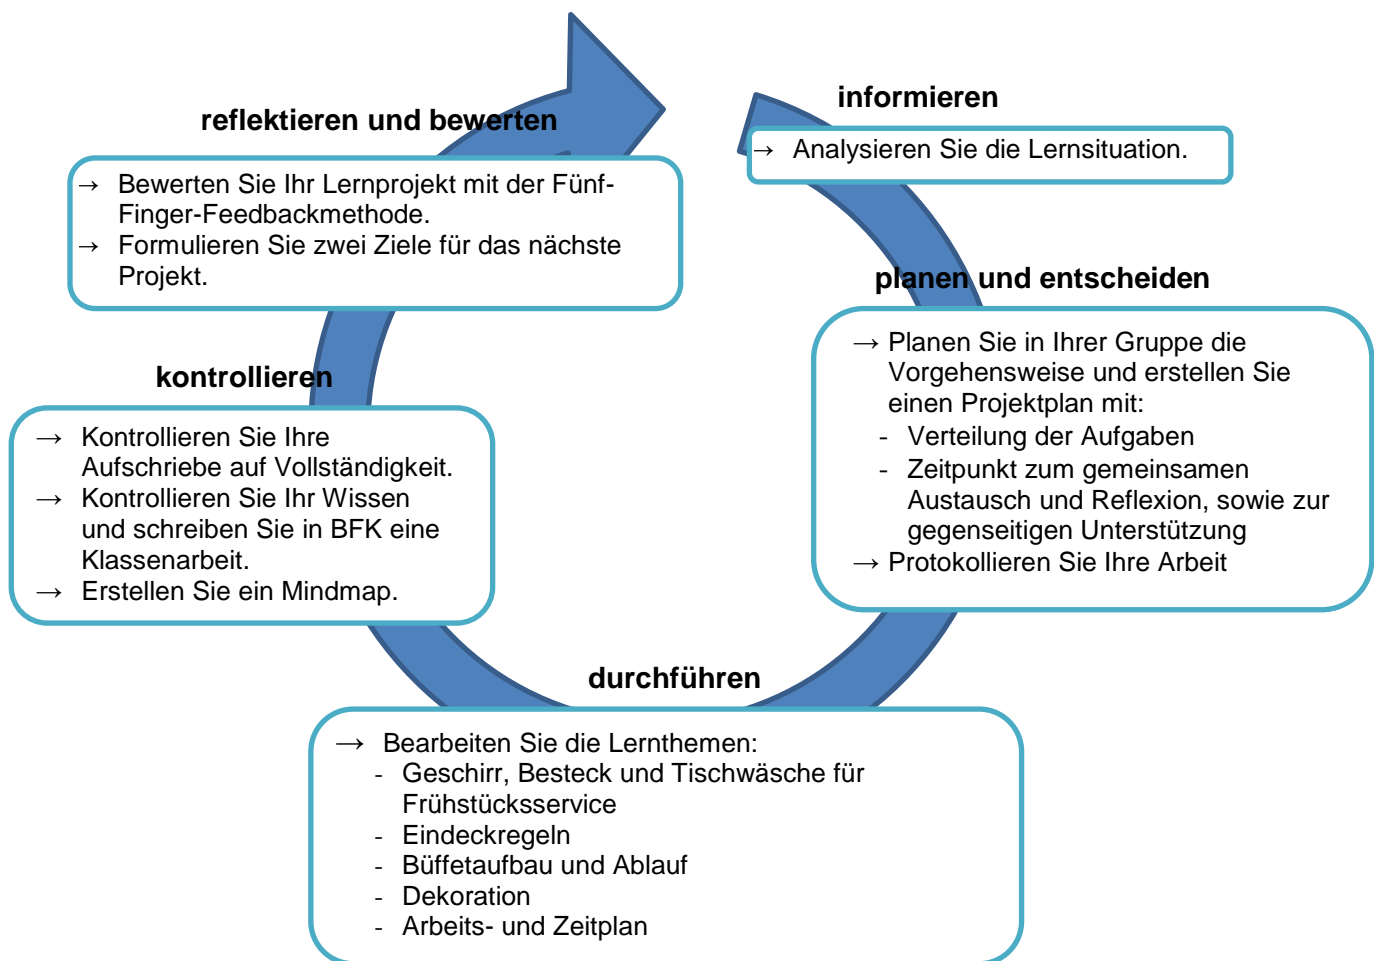 informieren
→ Analysieren Sie die Lernsituation.
planen und entscheiden
→ Planen Sie in Ihrer Gruppe die
Vorgehensweise und erstellen Sie
einen Projektplan mit:
- Verteilung der Aufgaben
- Zeitpunkt zum gemeinsamen
Austausch und Reflexion, sowie zur
gegenseitigen Unterstützung
→ Protokollieren Sie Ihre Arbeit
durchführen
→ Bearbeiten Sie die Lernthemen:
- Geschirr, Besteck und Tischwäsche für
Frühstücksservice
- Eindeckregeln
- Büffetaufbau und Ablauf
- Dekoration
- Arbeits- und Zeitplan
kontrollieren
→ Kontrollieren Sie Ihre
Aufschriebe auf Vollständigkeit.
→ Kontrollieren Sie Ihr Wissen
und schreiben Sie in BFK eine
Klassenarbeit.
→ Erstellen Sie ein Mindmap.
reflektieren und bewerten
→ Bewerten Sie Ihr Lernprojekt mit der Fünf-
Finger-Feedbackmethode.
→ Formulieren Sie zwei Ziele für das nächste
Projekt.